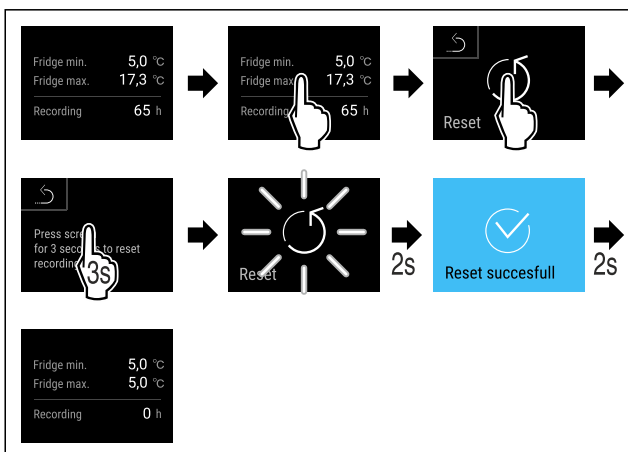 Fridge min. 5,0 °C
Fridge max. 17,3 °C
Recording 65 h
Fridge min. 5,0 °C
Fridge max 17,3 °C
Recording 65 h
Reset
Press scre
for 3 seconds to reset
recording
3s
Reset
2s
Reset succesfull
2s
Fridge min. 5,0 °C
Fridge max. 5,0 °C
Recording 0 h